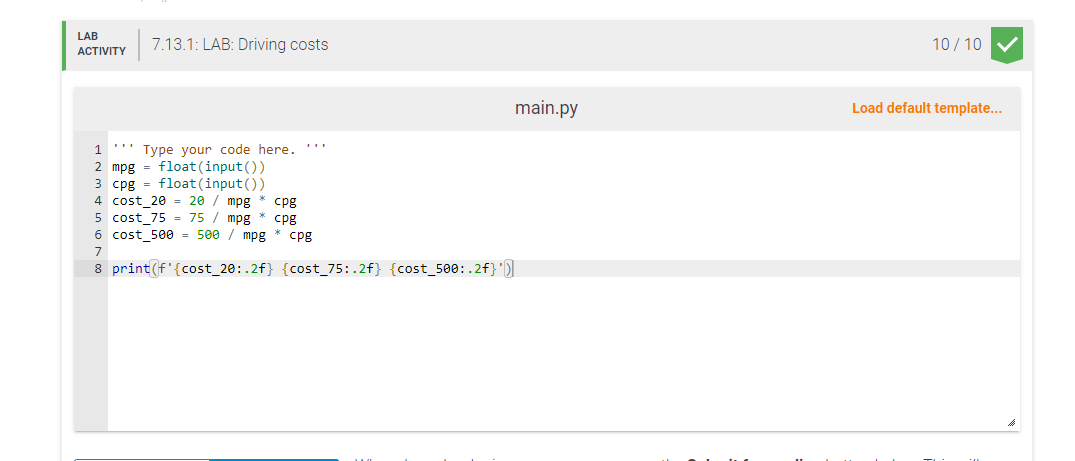 LAB
ACTIVITY
7.13.1: LAB: Driving costs
10 / 10
main.py
Load default template...
1 ''' Type your code here. '''
2 mpg = float(input())
3 cpg = float(input())
4 cost_20 = 20 / mpg * cpg
5 cost_75 = 75 / mpg * cpg
6 cost_500 = 500 / mpg * cpg
7
8 print(f'{cost_20:.2f} {cost_75:.2f} {cost_500:.2f}')